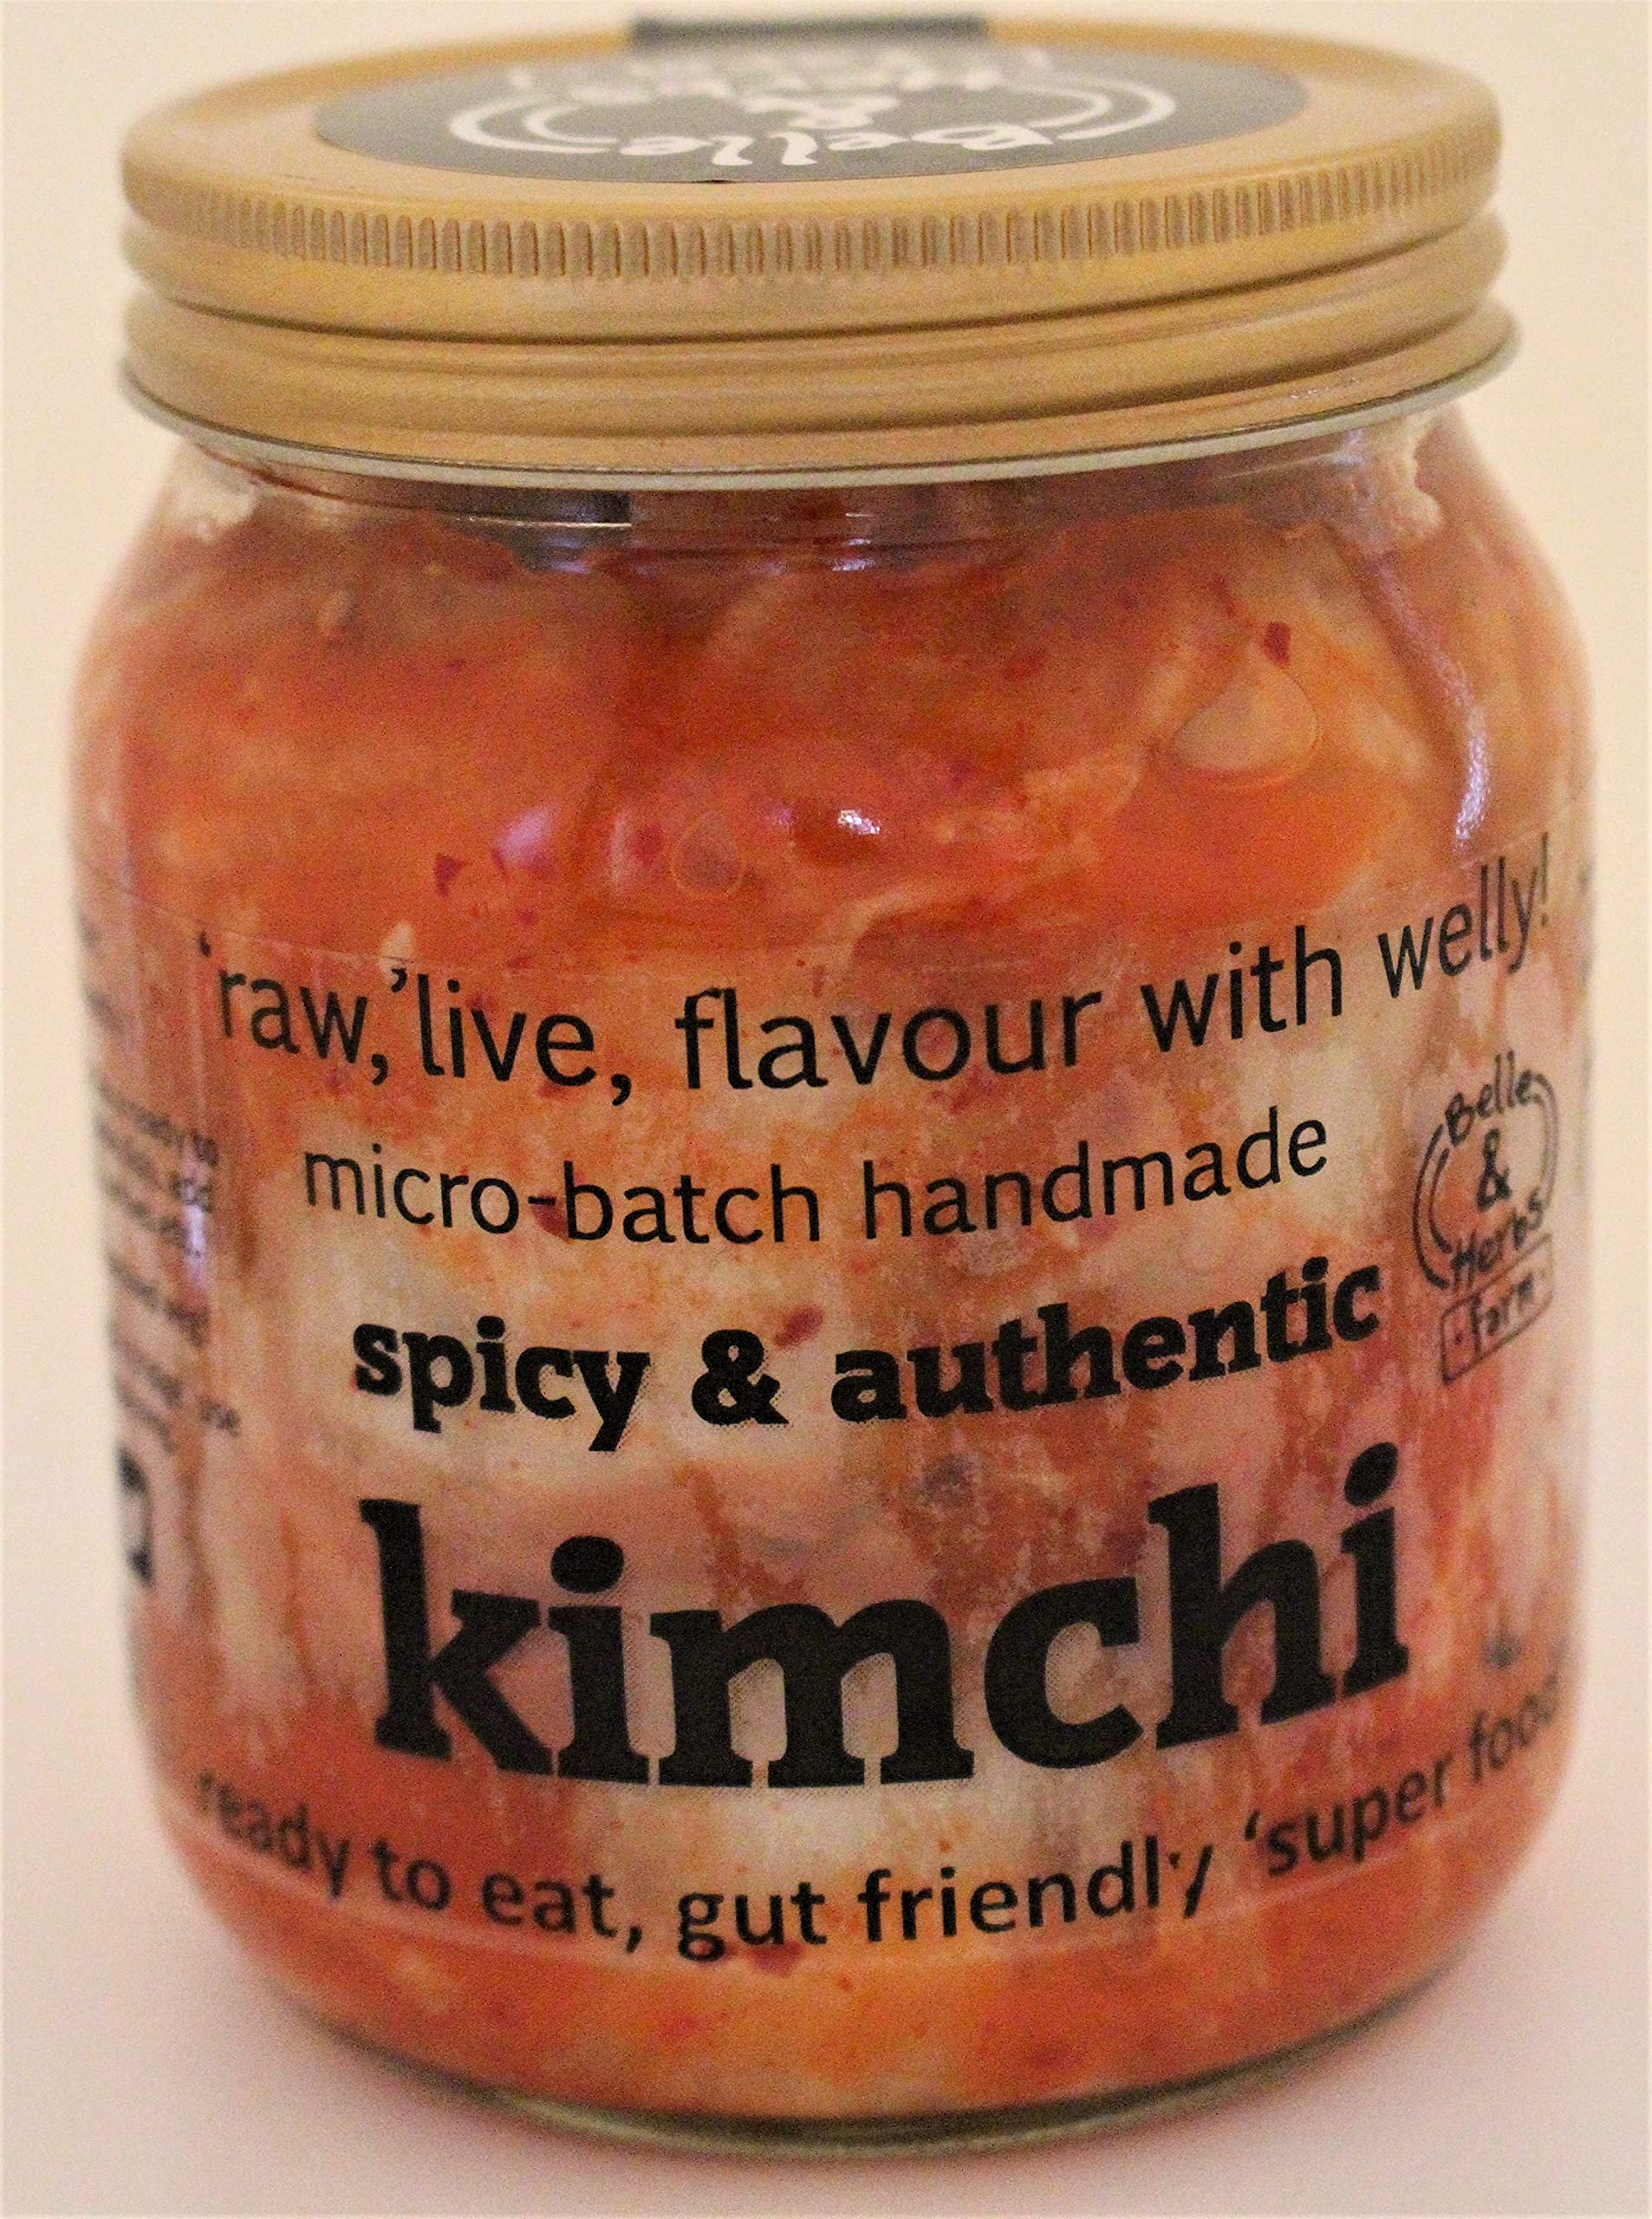 Belle
&
'raw,' live, flavour with welly!
micro-batch handmade
Belle
&
Herbs
·farm·
spicy & authentic
kimchi
ready to eat, gut friendly 'super food